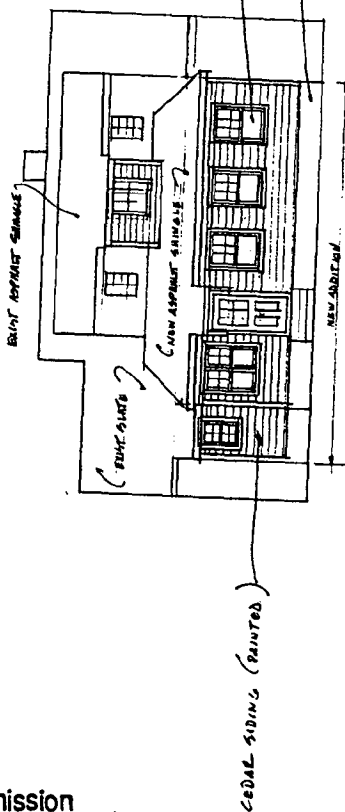 EXIST ASPHALT SHINGLE
EXIST. SLATE
NEW ASPHALT SHINGLE
NEW ADDITION
CEDAR SIDING (PAINTED)
mission